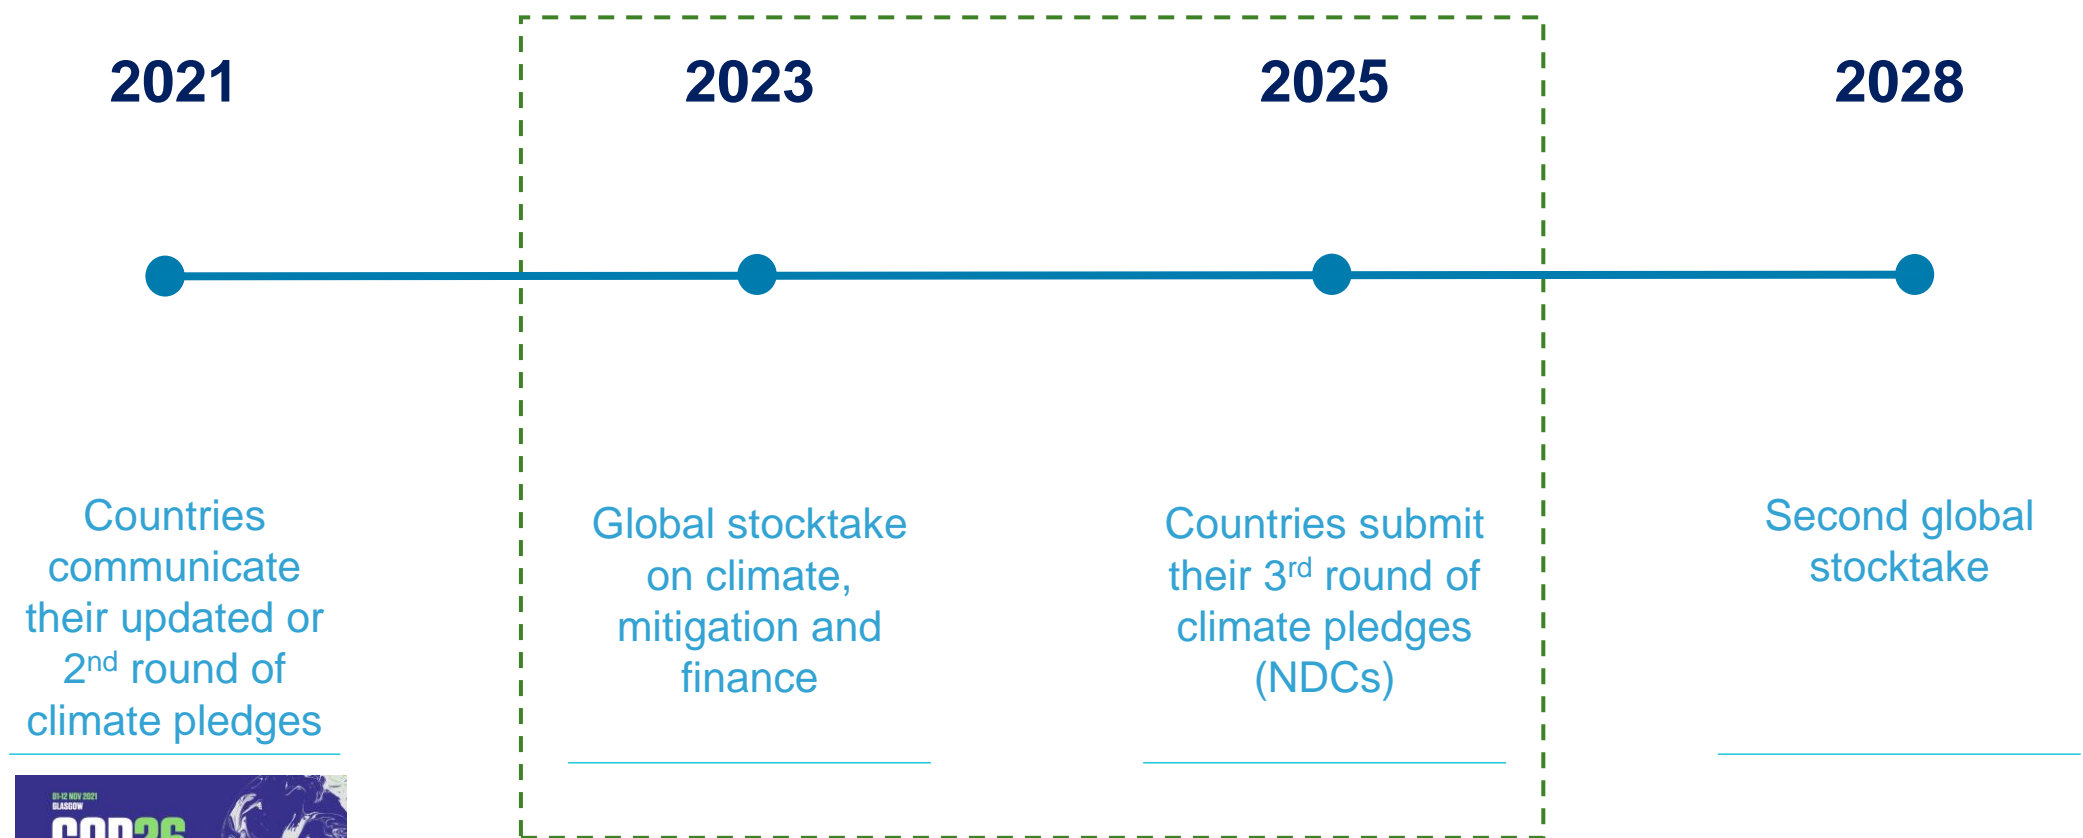 2021
2023
2025
2028
Countries
communicate
their updated or
2nd round of
climate pledges
Global stocktake
on climate,
mitigation and
finance
Countries submit
their 3rd round of
climate pledges
(NDCs)
Second global
stocktake
01-12 NOV 2021
GLASGOW
COP26